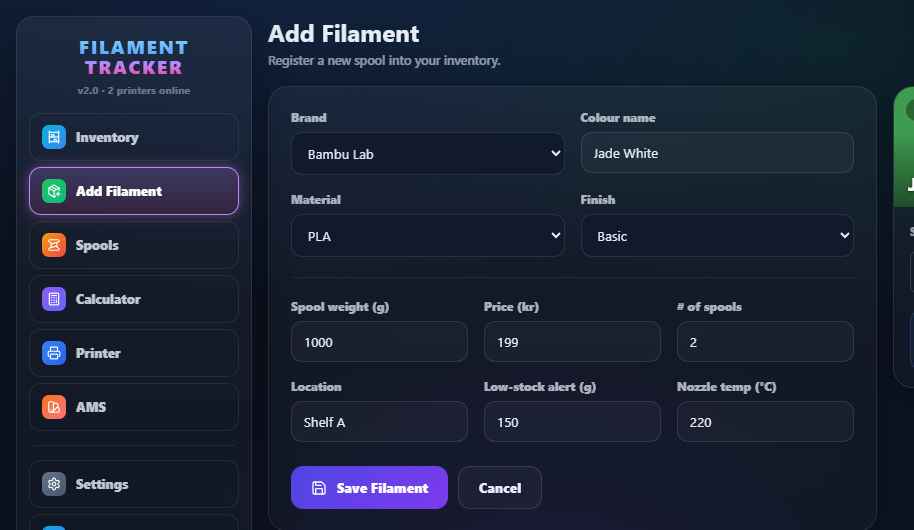 FILAMENT
TRACKER
v2.0 · 2 printers online
Inventory
Add Filament
Spools
Calculator
Printer
AMS
Settings
Add Filament
Register a new spool into your inventory.
Brand
Colour name
Bambu Lab
Jade White
Material
Finish
PLA
Basic
Spool weight (g)
Price (kr)
# of spools
1000
199
2
Location
Low-stock alert (g)
Nozzle temp (°C)
Shelf A
150
220
Save Filament
Cancel